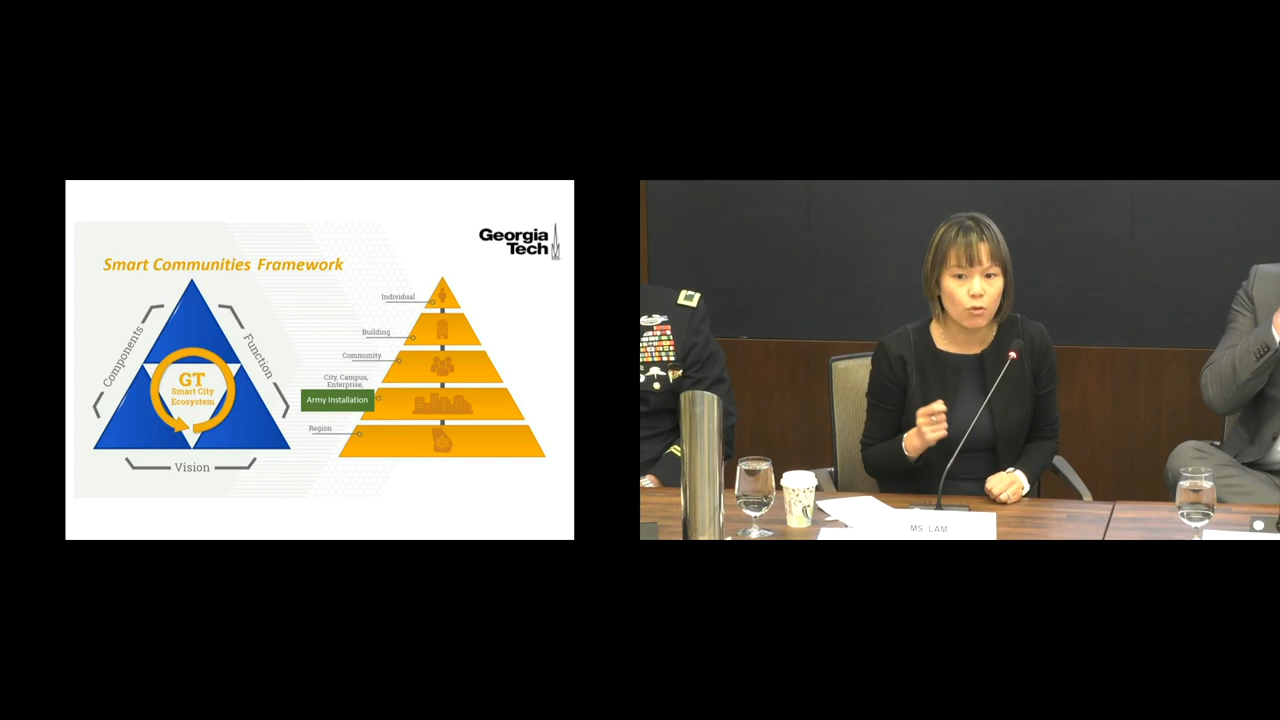 Georgia
Tech
Smart Communities Framework
Components
Function
Vision
GT
Smart City
Ecosystem
Individual
Building
Community
City, Campus,
Enterprise,
Army Installation
Region
MS LAM